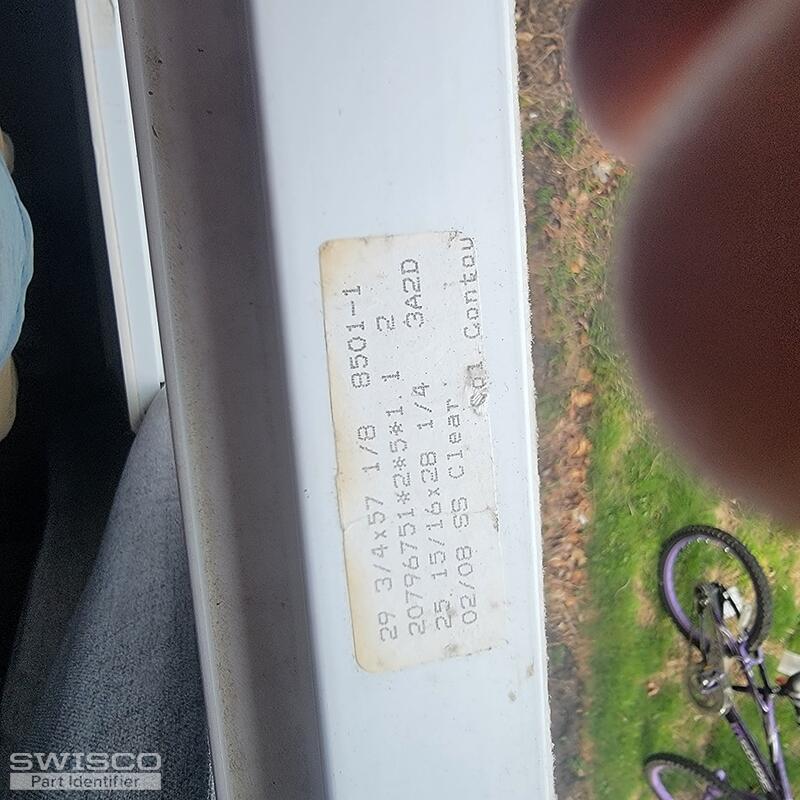 29 3/4x57 1/8 8501-1
20796751*2*5*1.1 2
25 15/16x28 1/4 3A2D
02/08 SS Clear Contou
SWISCO
Part Identifier